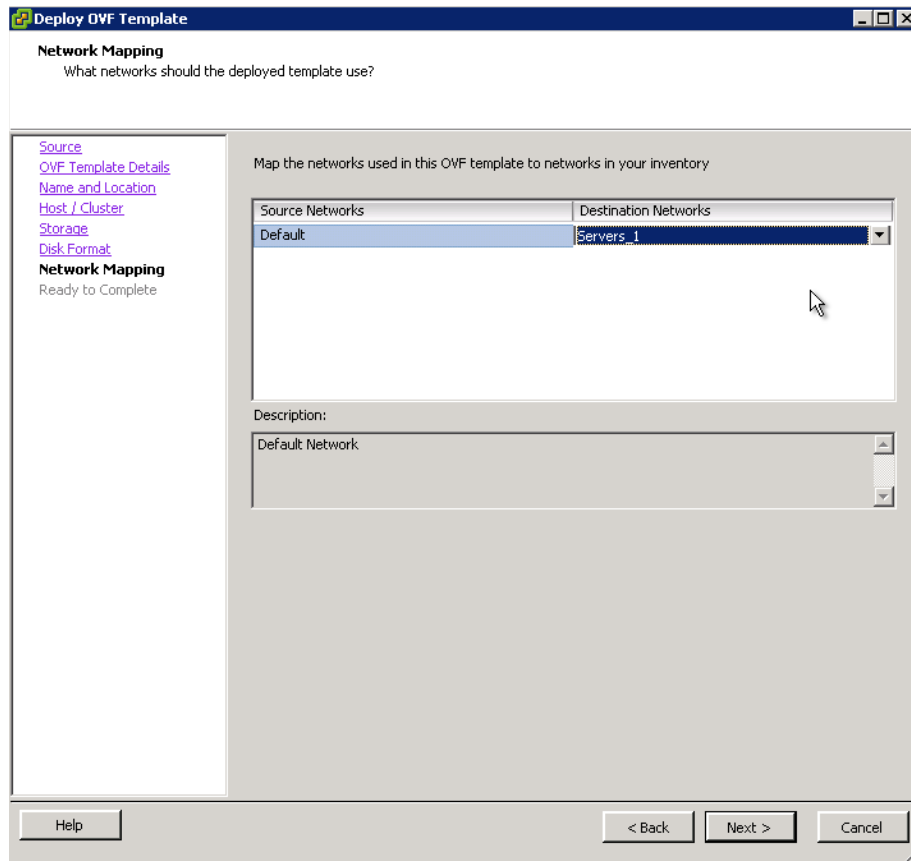 Deploy OVF Template
Network Mapping
What networks should the deployed template use?
Source
OVF Template Details
Name and Location
Host / Cluster
Storage
Disk Format
Network Mapping
Ready to Complete
Map the networks used in this OVF template to networks in your inventory
Source Networks Destination Networks
Default Servers_1
Description:
Default Network
Help < Back Next > Cancel